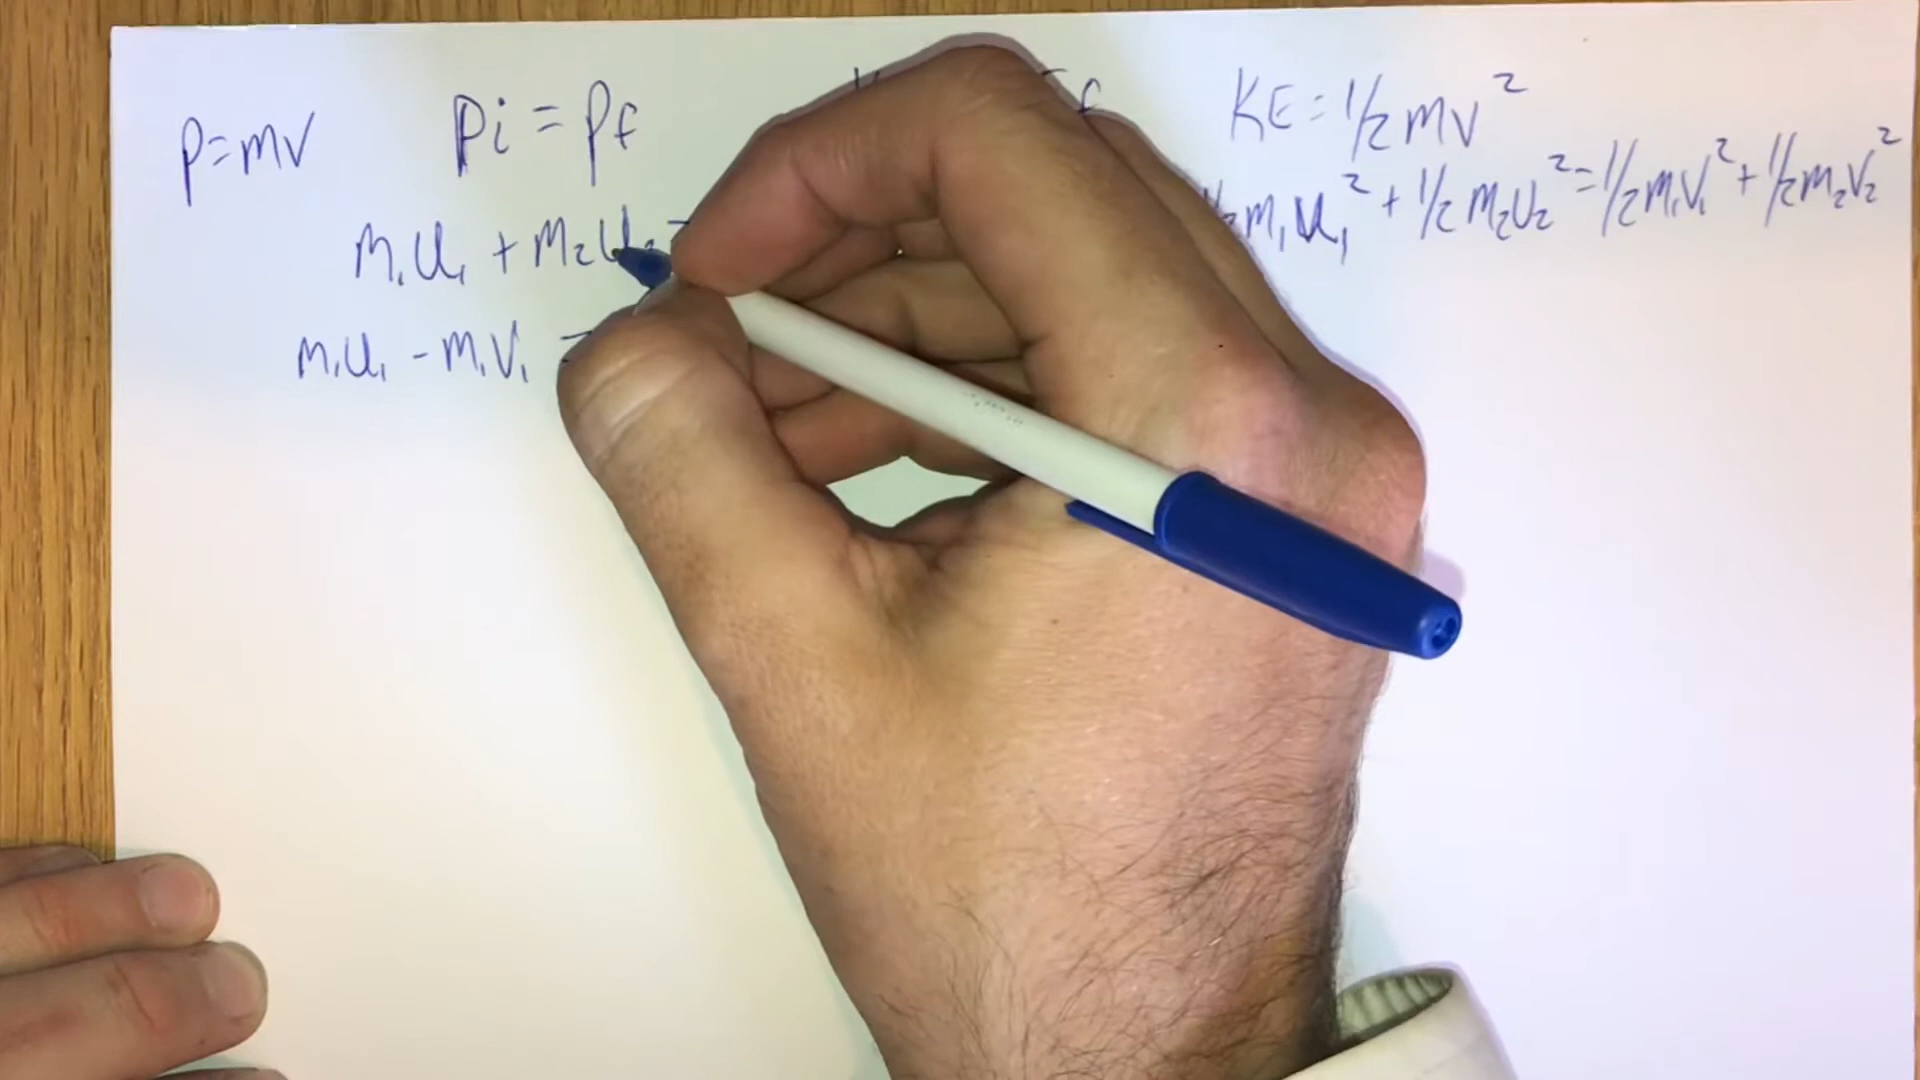 p=mv pi = pf KE = 1/2 mv²
m₁u₁ + m₂u₂ = 1/2 m₁u₁² + 1/2 m₂u₂² = 1/2 m₁v₁² + 1/2 m₂v₂²
m₁u₁ - m₁v₁ =